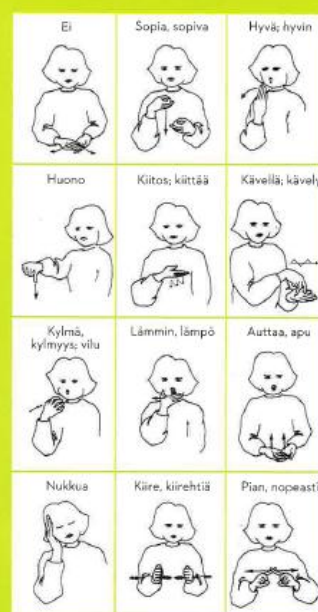 Ei
Sopia, sopiva
Hyvä; hyvin
Huono
Kiitos; kiittää
Kävellä; kävely
Kylmä,
kylmyys; vilu
Lämmin, lämpö
Auttaa, apu
Nukkua
Kiire, kiirehtiä
Pian, nopeasti